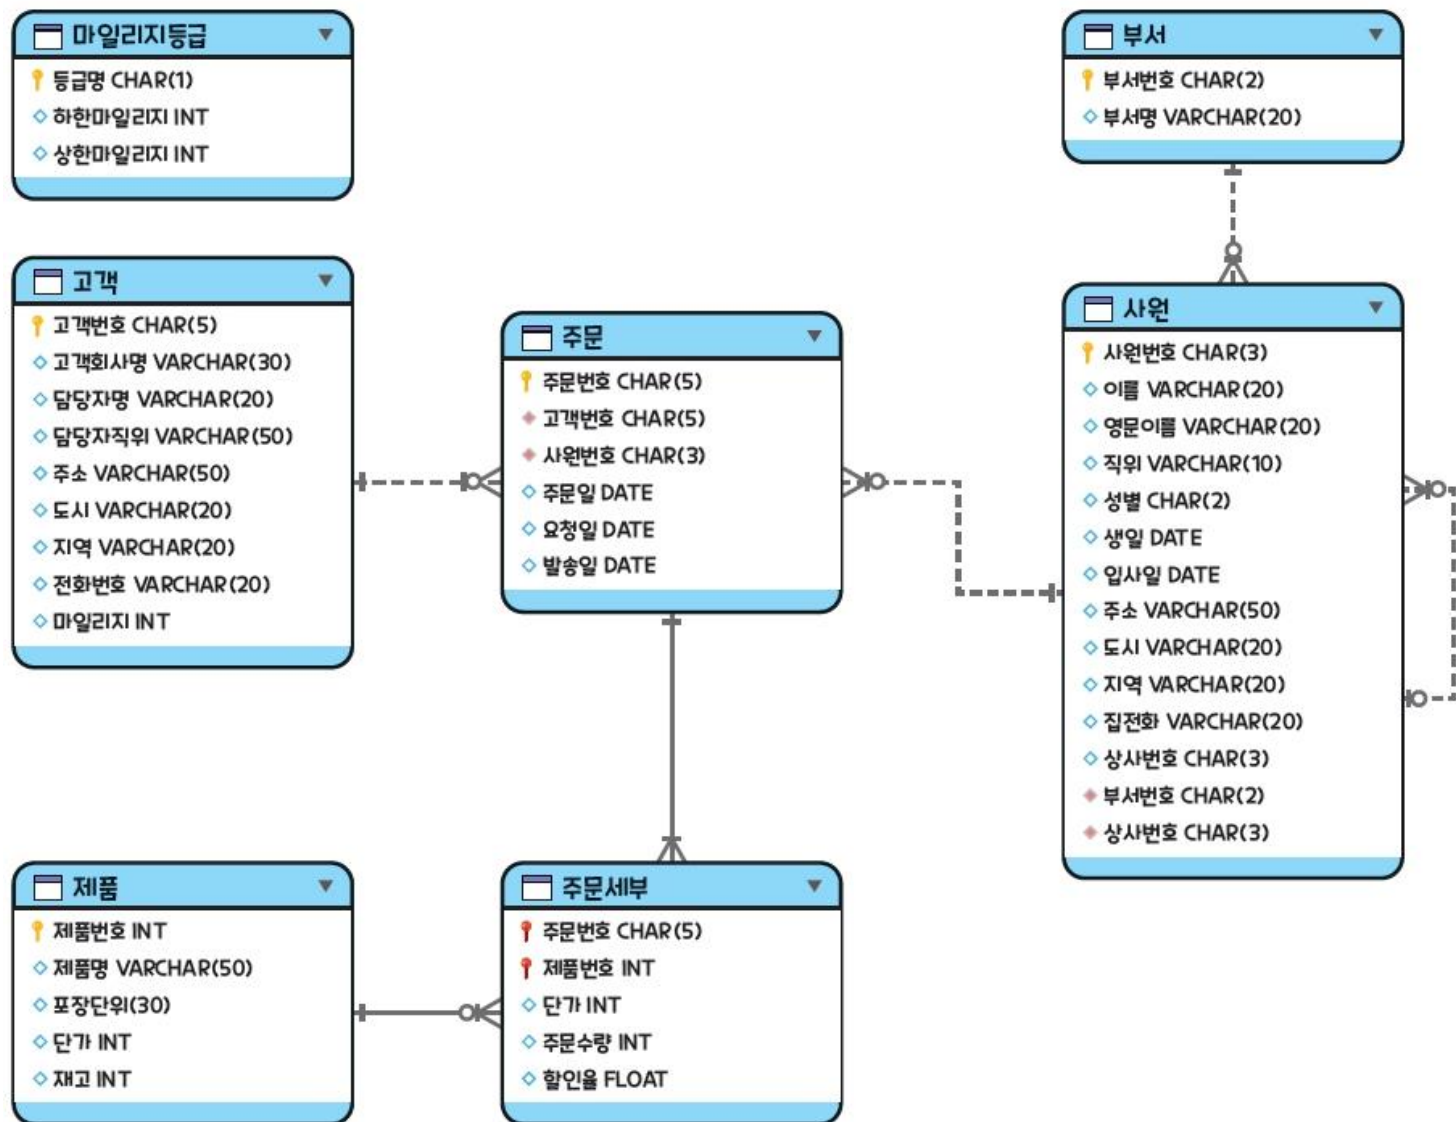 마일리지등급
등급명 CHAR(1)
하한마일리지 INT
상한마일리지 INT
부서
부서번호 CHAR(2)
부서명 VARCHAR(20)
고객
고객번호 CHAR(5)
고객회사명 VARCHAR(30)
담당자명 VARCHAR(20)
담당자직위 VARCHAR(50)
주소 VARCHAR(50)
도시 VARCHAR(20)
지역 VARCHAR(20)
전화번호 VARCHAR(20)
마일리지 INT
주문
주문번호 CHAR(5)
고객번호 CHAR(5)
사원번호 CHAR(3)
주문일 DATE
요청일 DATE
발송일 DATE
사원
사원번호 CHAR(3)
이름 VARCHAR(20)
영문이름 VARCHAR(20)
직위 VARCHAR(10)
성별 CHAR(2)
생일 DATE
입사일 DATE
주소 VARCHAR(50)
도시 VARCHAR(20)
지역 VARCHAR(20)
집전화 VARCHAR(20)
상사번호 CHAR(3)
부서번호 CHAR(2)
상사번호 CHAR(3)
제품
제품번호 INT
제품명 VARCHAR(50)
포장단위(30)
단가 INT
재고 INT
주문세부
주문번호 CHAR(5)
제품번호 INT
단가 INT
주문수량 INT
할인율 FLOAT